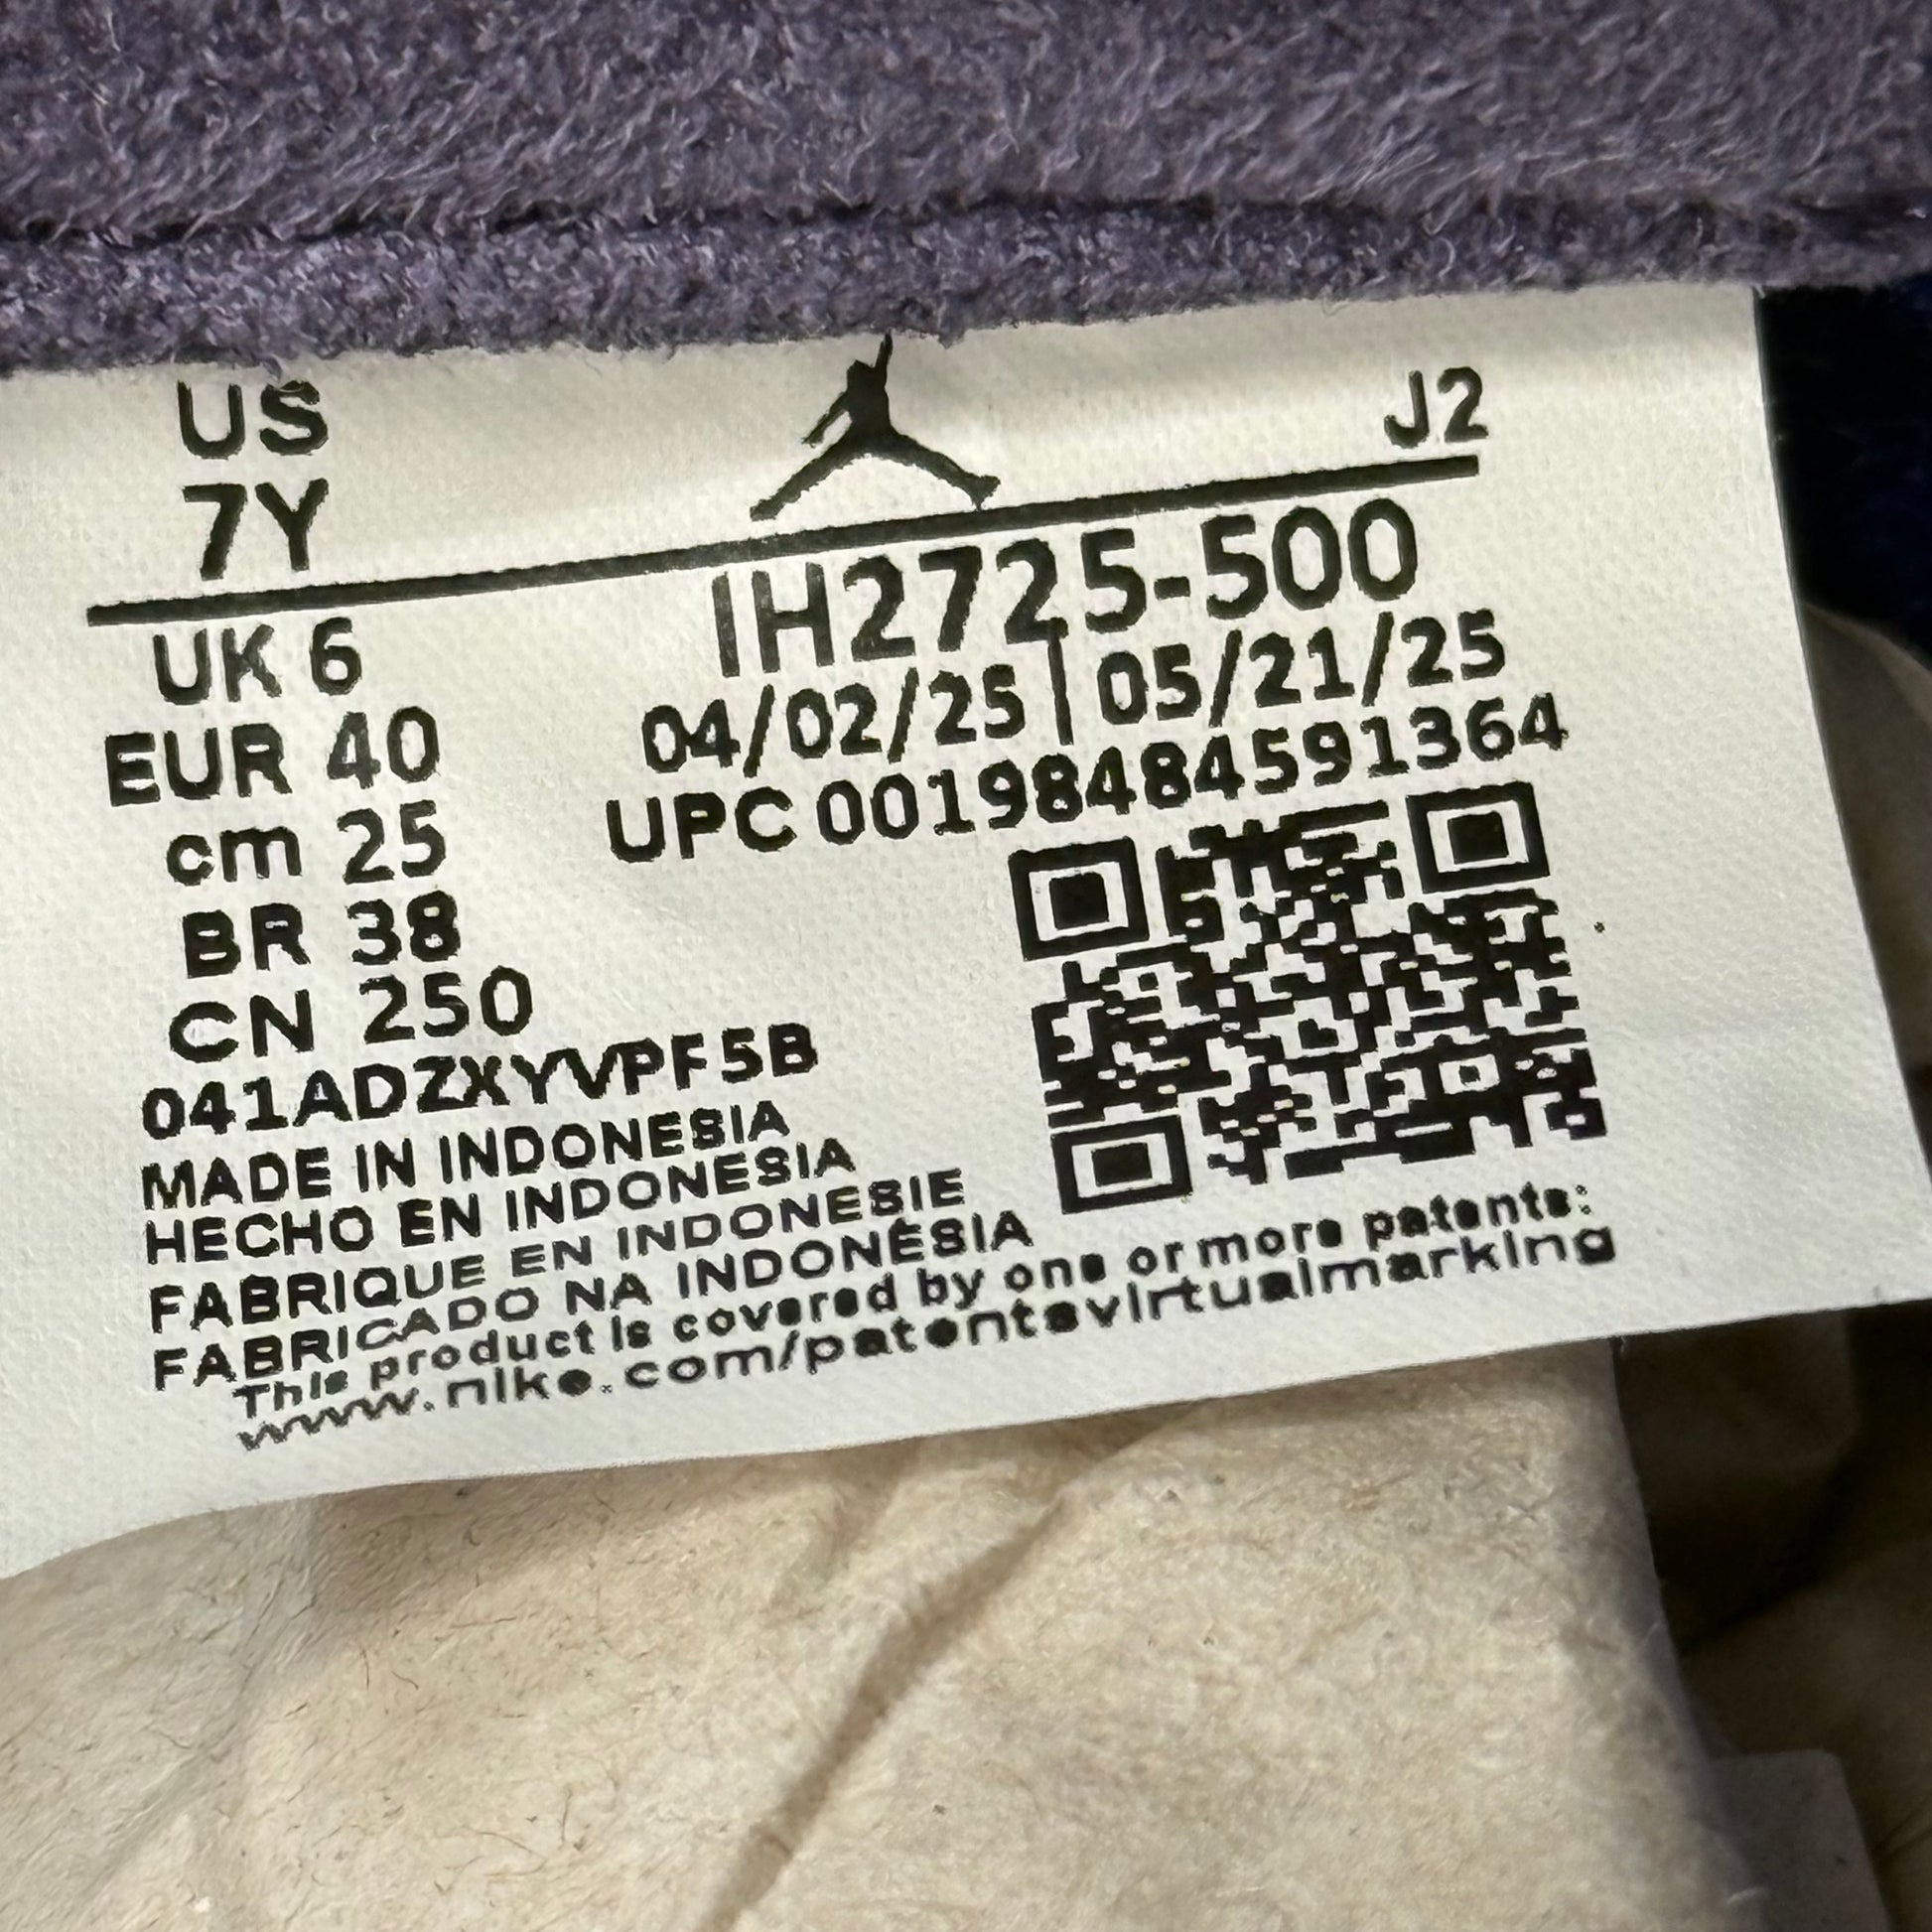 US
7Y
J2
UK 6
EUR 40
cm 25
BR 38
CN 250
IH2725-500
04/02/25 | 05/21/25
UPC 00198484591364
041ADZXYVPF5B
MADE IN INDONESIA
HECHO EN INDONESIA
FABRIQUE EN INDONESIE
FABRICADO NA INDONÉSIA
This product is covered by one or more patents:
www.nike.com/patentsvirtualmarking